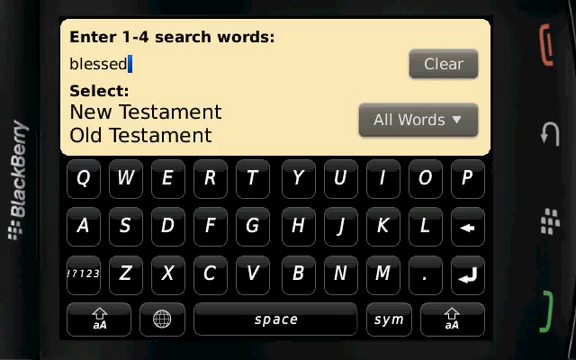 Enter 1-4 search words:
blessed
Clear
Select:
New Testament
Old Testament
All Words
BlackBerry
Q W E R T Y U I O P
A S D F G H J K L
!?123 Z X C V B N M .
aA space sym aA